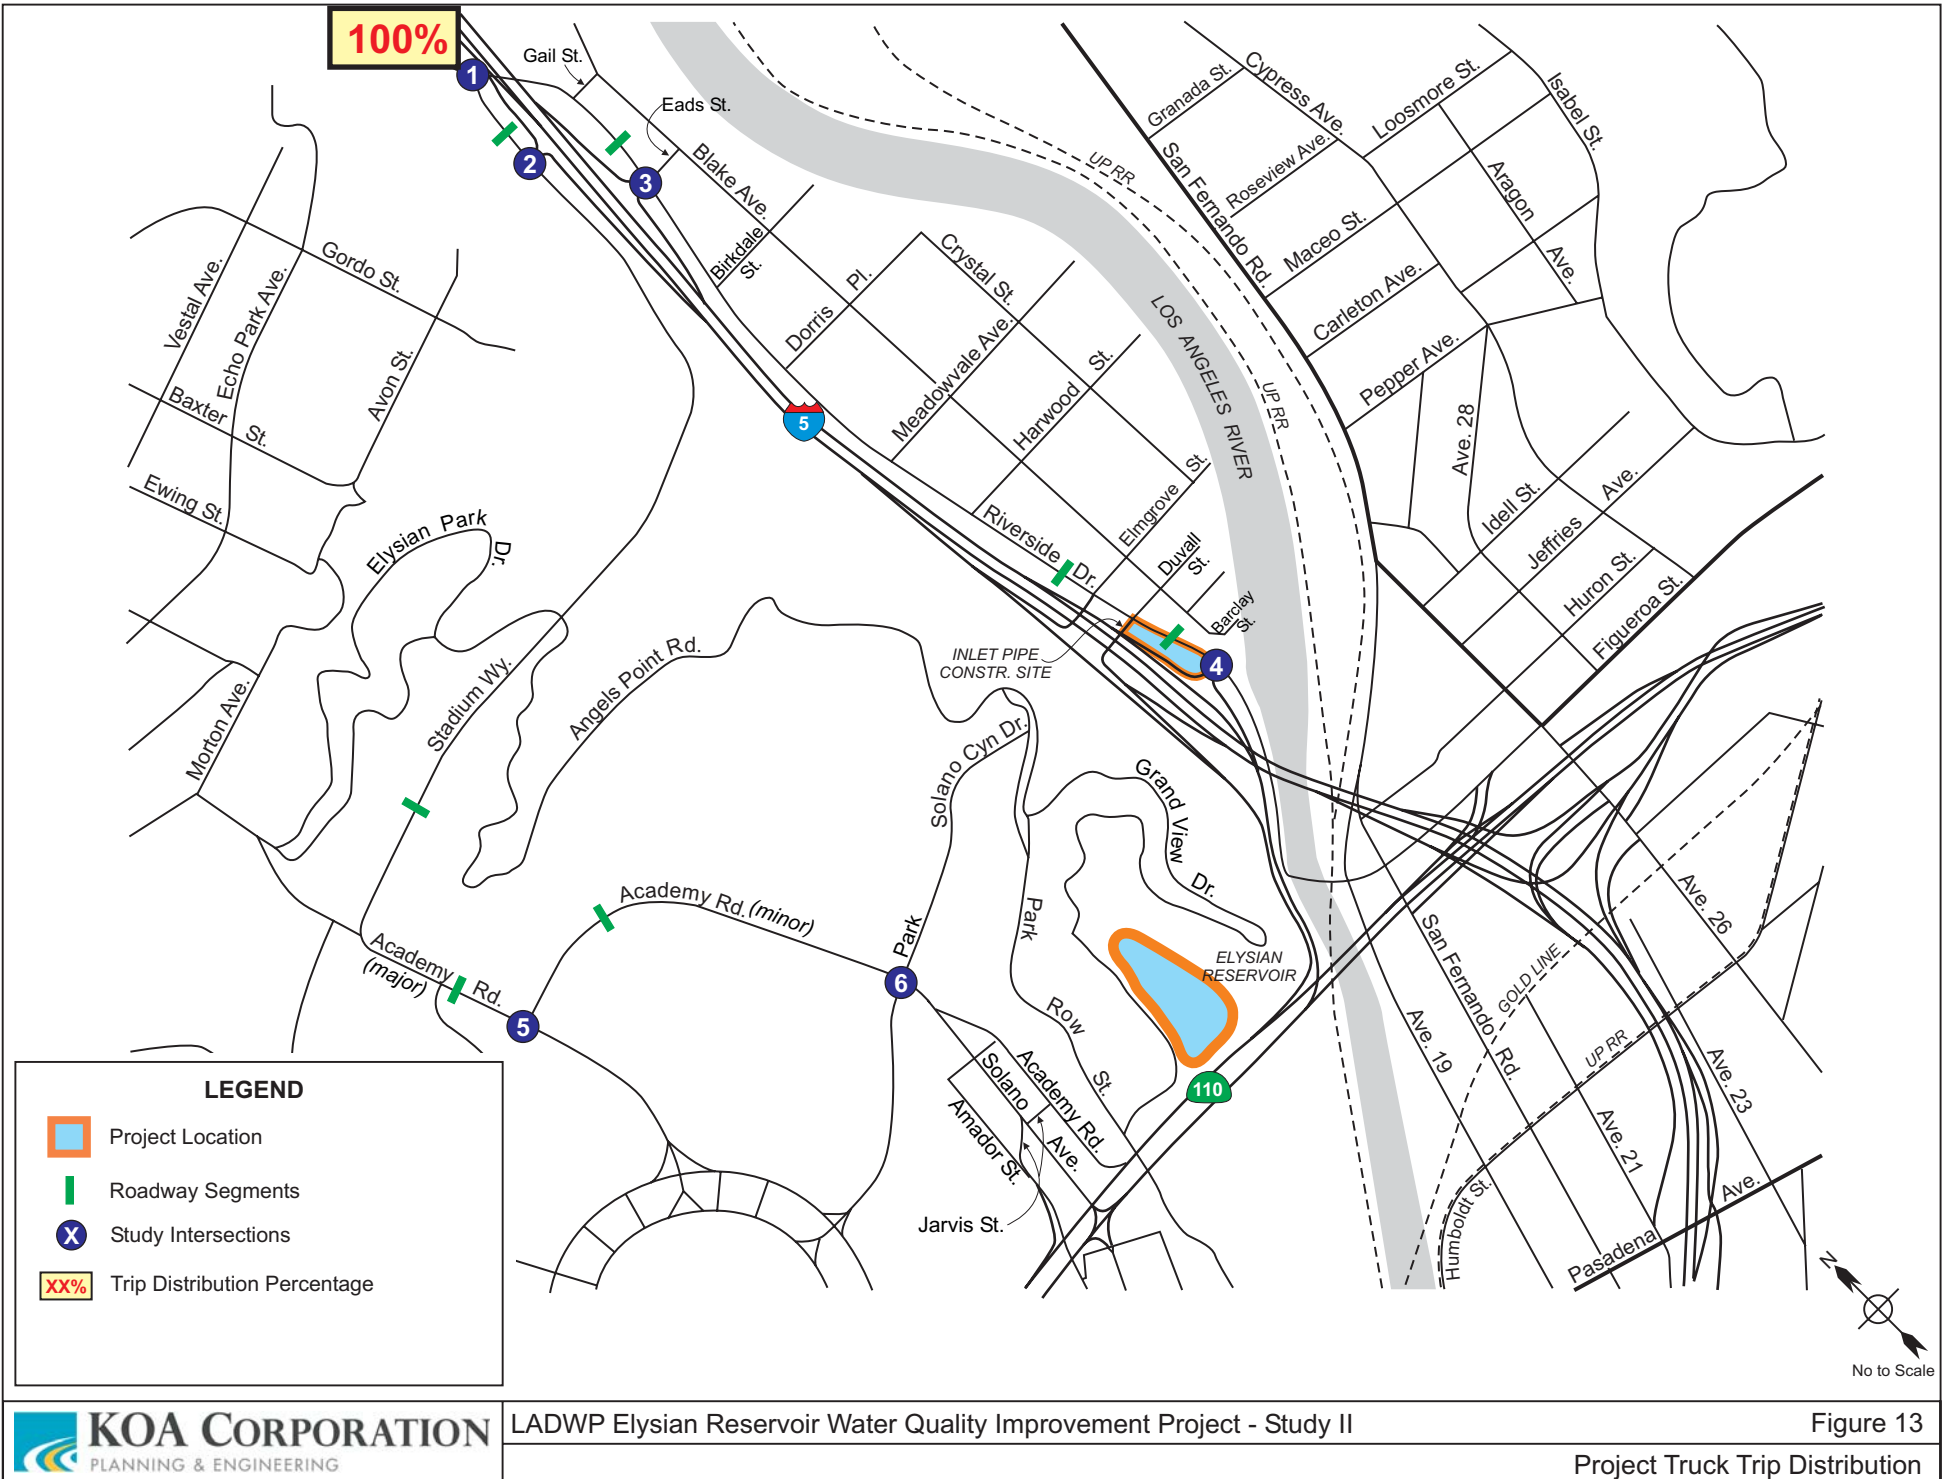 100%
1
2
3
4
5
6
Gail St.
Eads St.
Blake Ave.
Birkdale
St.
Dorris Pl.
Crystal St.
Meadowvale Ave.
Harwood St.
Elmgrove St.
Duvall
St.
Barclay
St.
Riverside Dr.
5
INLET PIPE
CONSTR. SITE
LOS ANGELES RIVER
UP RR
UP RR
Granada St.
Cypress Ave.
Loosmore St.
Isabel St.
Roseview Ave.
San Fernando Rd.
Maceo St.
Aragon Ave.
Carleton Ave.
Pepper Ave.
Ave. 28
Idell St.
Jeffries Ave.
Huron St.
Figueroa St.
Vestal Ave.
Echo Park Ave.
Gordo St.
Avon St.
Baxter St.
Ewing St.
Elysian Park Dr.
Morton Ave.
Stadium Wy.
Angels Point Rd.
Solano Cyn Dr.
Grand View Dr.
Academy Rd. (minor)
Academy Rd.
(major)
Park
Park Row St.
ELYSIAN
RESERVOIR
110
Academy Rd.
Solano Ave.
Amador St.
Jarvis St.
Ave. 26
San Fernando Rd.
GOLD LINE
UP RR
Ave. 19
Ave. 21
Ave. 23
Humboldt St.
Pasadena Ave.
N
No to Scale
LEGEND
Project Location
Roadway Segments
X Study Intersections
XX% Trip Distribution Percentage
KOA CORPORATION
PLANNING & ENGINEERING
LADWP Elysian Reservoir Water Quality Improvement Project - Study II
Figure 13
Project Truck Trip Distribution